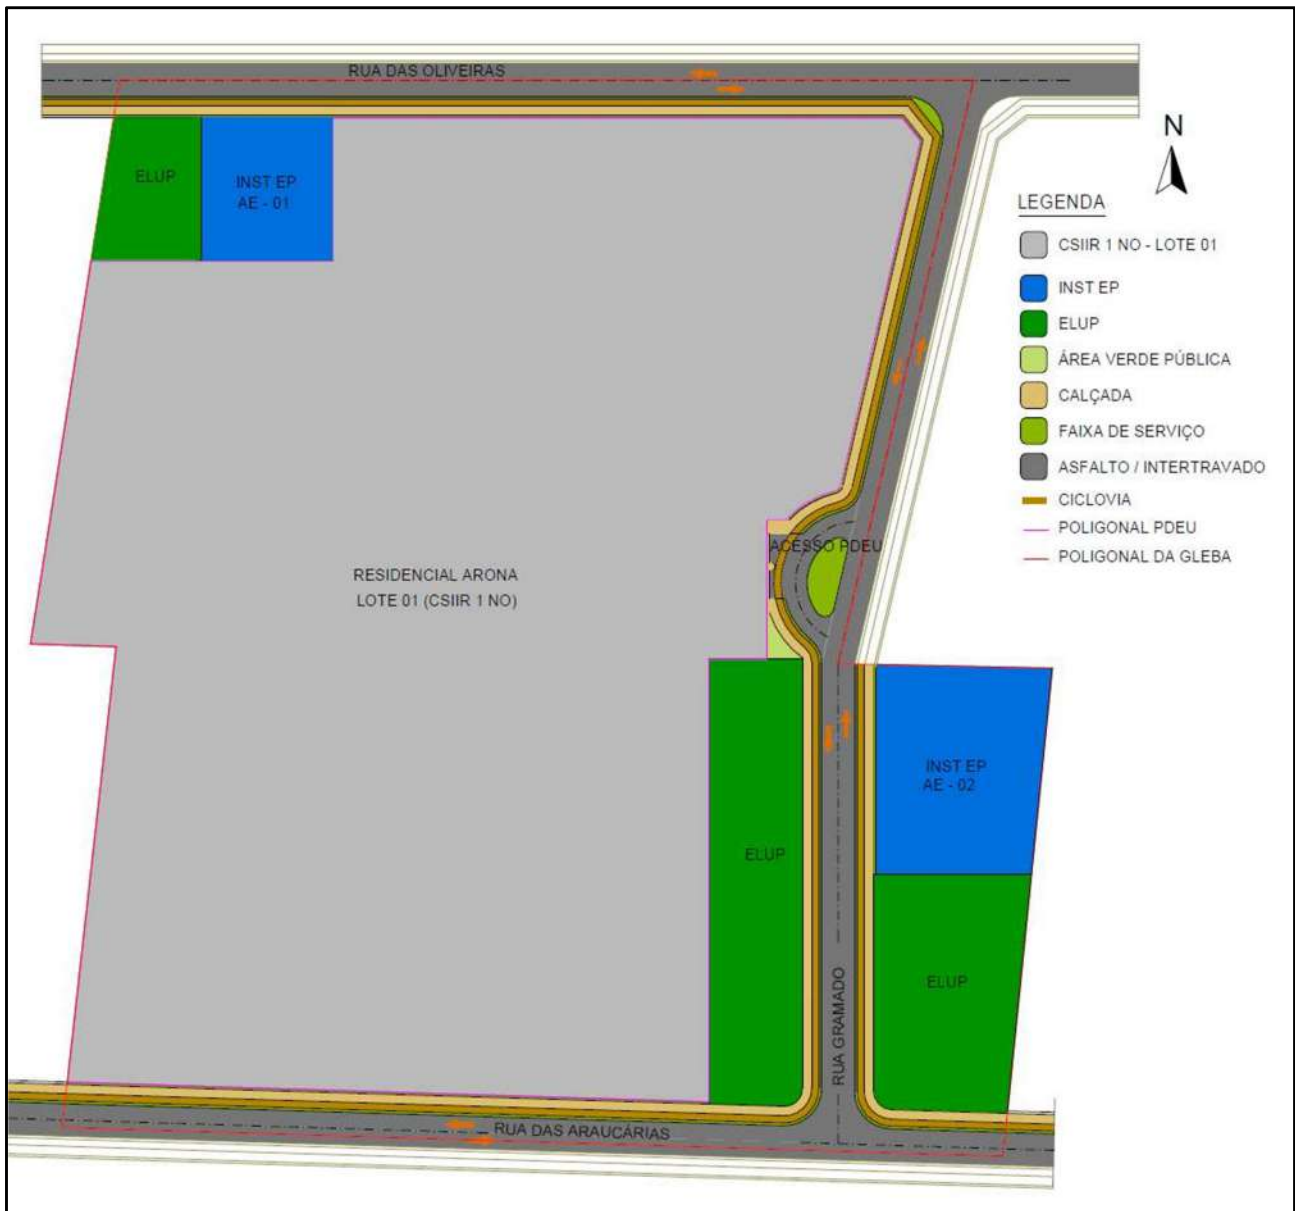 RUA DAS OLIVEIRAS
N
ELUP
INST EP
AE - 01
LEGENDA
CSIIR 1 NO - LOTE 01
INST EP
ELUP
ÁREA VERDE PÚBLICA
CALÇADA
FAIXA DE SERVIÇO
ASFALTO / INTERTRAVADO
CICLOVIA
POLIGONAL PDEU
POLIGONAL DA GLEBA
ACESSO PDEU
RESIDENCIAL ARONA
LOTE 01 (CSIIR 1 NO)
INST EP
AE - 02
ELUP
ELUP
RUA GRAMADO
RUA DAS ARAUCÁRIAS